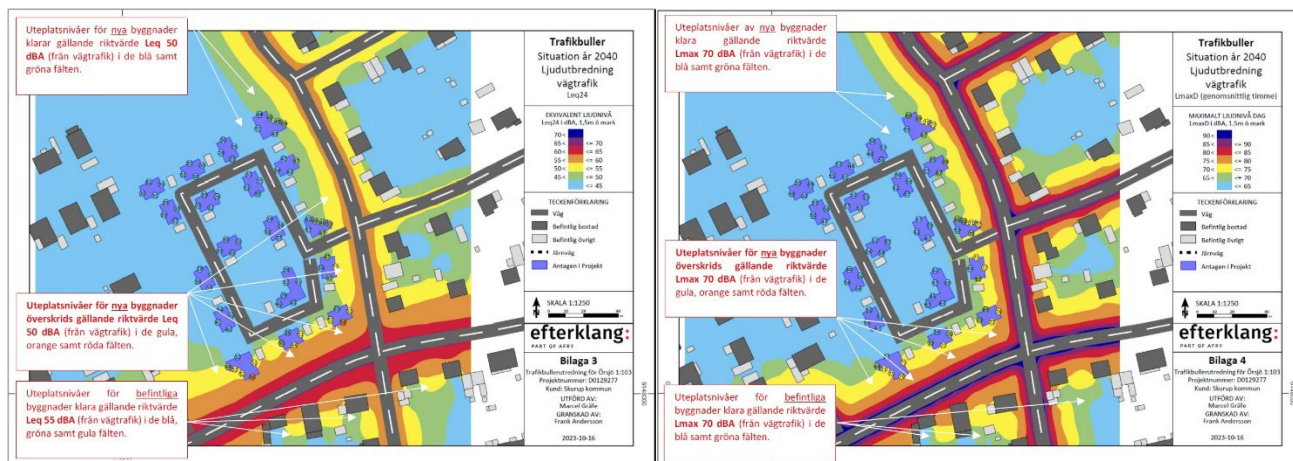 Uteplatsnivåer för nya byggnader
klarar gällande riktvärde Leq 50
dBA (från vägtrafik) i de blå samt
gröna fälten.
Uteplatsnivåer för nya byggnader
överskrids gällande riktvärde Leq
50 dBA (från vägtrafik) i de gula,
orange samt röda fälten.
Uteplatsnivåer för befintliga
byggnader klara gällande riktvärde
Leq 55 dBA (från vägtrafik) i de blå,
gröna samt gula fälten.
Trafikbuller
Situation år 2040
Ljudutbredning
vägtrafik
Leq24
EKVIVALENT LJUDNIVÅ
Leq24 i dBA, 1,5m ö mark
70 <
65 < <= 70
60 < <= 65
55 < <= 60
50 < <= 55
45 < <= 50
<= 45
TECKENFÖRKLARING
Väg
Befintlig bostad
Befintlig övrigt
Järnväg
Antagen i Projekt
SKALA 1:1250
efterklang:
PART OF AFRY
Bilaga 3
Trafikbullerutredning för Örsjö 1:103
Projektnummer: D0129277
Kund: Skurup kommun
UTFÖRD AV:
Marcel Gräfe
GRANSKAD AV:
Frank Andersson
2023-10-16
Uteplatsnivåer av nya byggnader
klara gällande riktvärde
Lmax 70 dBA (från vägtrafik) i de
blå samt gröna fälten.
Uteplatsnivåer för nya byggnader
överskrids gällande riktvärde
Lmax 70 dBA (från vägtrafik) i de
gula, orange samt röda fälten.
Uteplatsnivåer för befintliga
byggnader klara gällande riktvärde
Lmax 70 dBA (från vägtrafik) i de
blå samt gröna fälten.
Trafikbuller
Situation år 2040
Ljudutbredning
vägtrafik
LmaxD (genomsnittlig timme)
MAXIMALT LJUDNIVÅ DAG
LmaxD i dBA, 1,5m ö mark
90 <
85 < <= 90
80 < <= 85
75 < <= 80
70 < <= 75
65 < <= 70
<= 65
TECKENFÖRKLARING
Väg
Befintlig bostad
Befintlig övrigt
Järnväg
Antagen i Projekt
SKALA 1:1250
efterklang:
PART OF AFRY
Bilaga 4
Trafikbullerutredning för Örsjö 1:103
Projektnummer: D0129277
Kund: Skurup kommun
UTFÖRD AV:
Marcel Gräfe
GRANSKAD AV:
Frank Andersson
2023-10-16